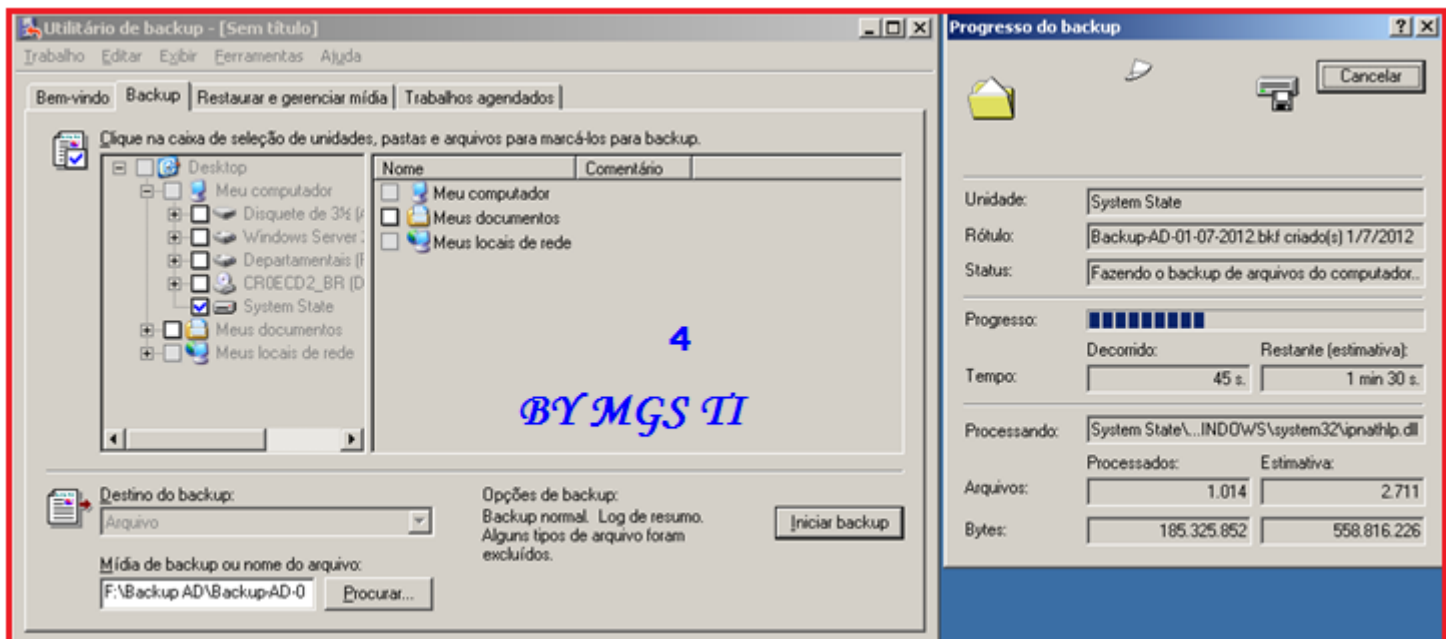 Utilitário de backup - [Sem título]
Trabalho Editar Exibir Ferramentas Ajuda
Bem-vindo Backup Restaurar e gerenciar mídia Trabalhos agendados
Clique na caixa de seleção de unidades, pastas e arquivos para marcá-los para backup.
Desktop
Meu computador
Disquete de 3½ (A
Windows Server
Departamentais (F
CR0ECD2_BR (D
System State
Meus documentos
Meus locais de rede
Nome Comentário
Meu computador
Meus documentos
Meus locais de rede
4
BY MGS TI
Destino do backup:
Arquivo
Mídia de backup ou nome do arquivo:
F:\Backup AD\Backup-AD-0 Procurar...
Opções de backup:
Backup normal. Log de resumo.
Alguns tipos de arquivo foram
excluídos.
Iniciar backup
Progresso do backup
Cancelar
Unidade: System State
Rótulo: Backup-AD-01-07-2012.bkf criado(s) 1/7/2012
Status: Fazendo o backup de arquivos do computador..
Progresso:
Decorrido: Restante (estimativa):
Tempo: 45 s. 1 min 30 s.
Processando: System State\...INDOWS\system32\ipnathlp.dll
Processados: Estimativa:
Arquivos: 1.014 2.711
Bytes: 185.325.852 558.816.226